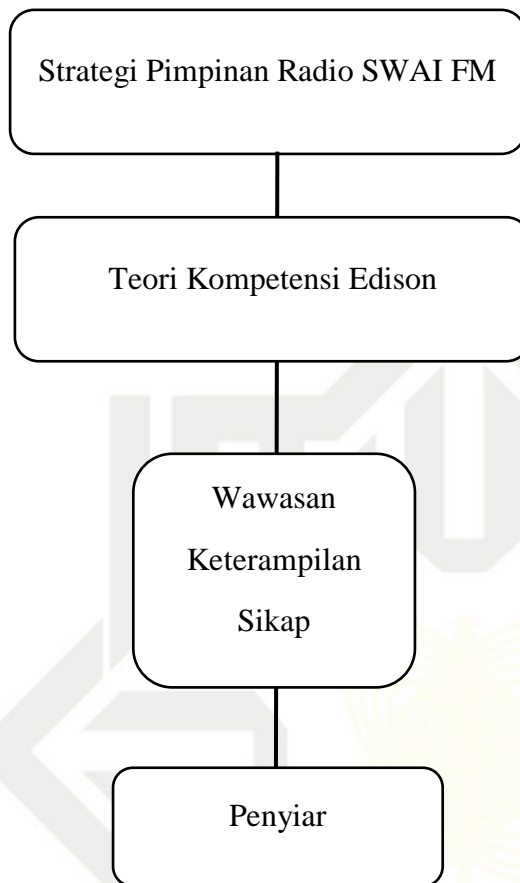 Strategi Pimpinan Radio SWAI FM
Teori Kompetensi Edison
Wawasan
Keterampilan
Sikap
Penyiar